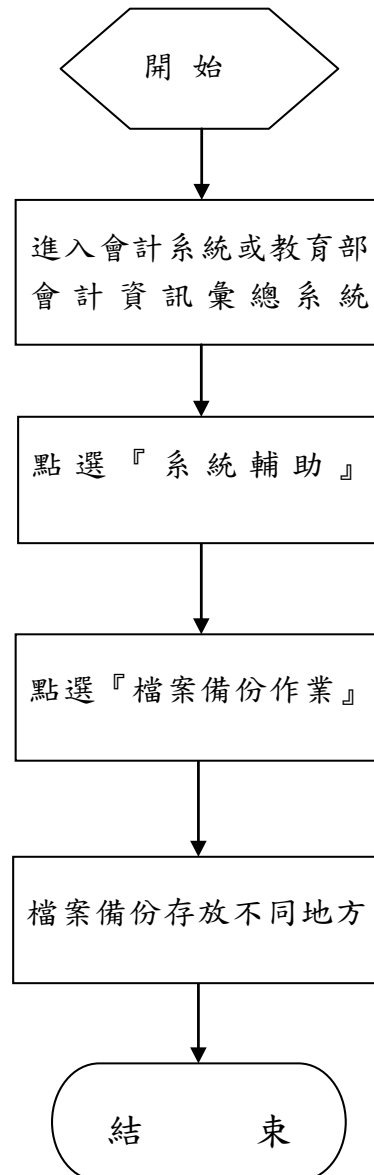 開始
進入會計系統或教育部
會計資訊彙總系統
點選『系統輔助』
點選『檔案備份作業』
檔案備份存放不同地方
結束